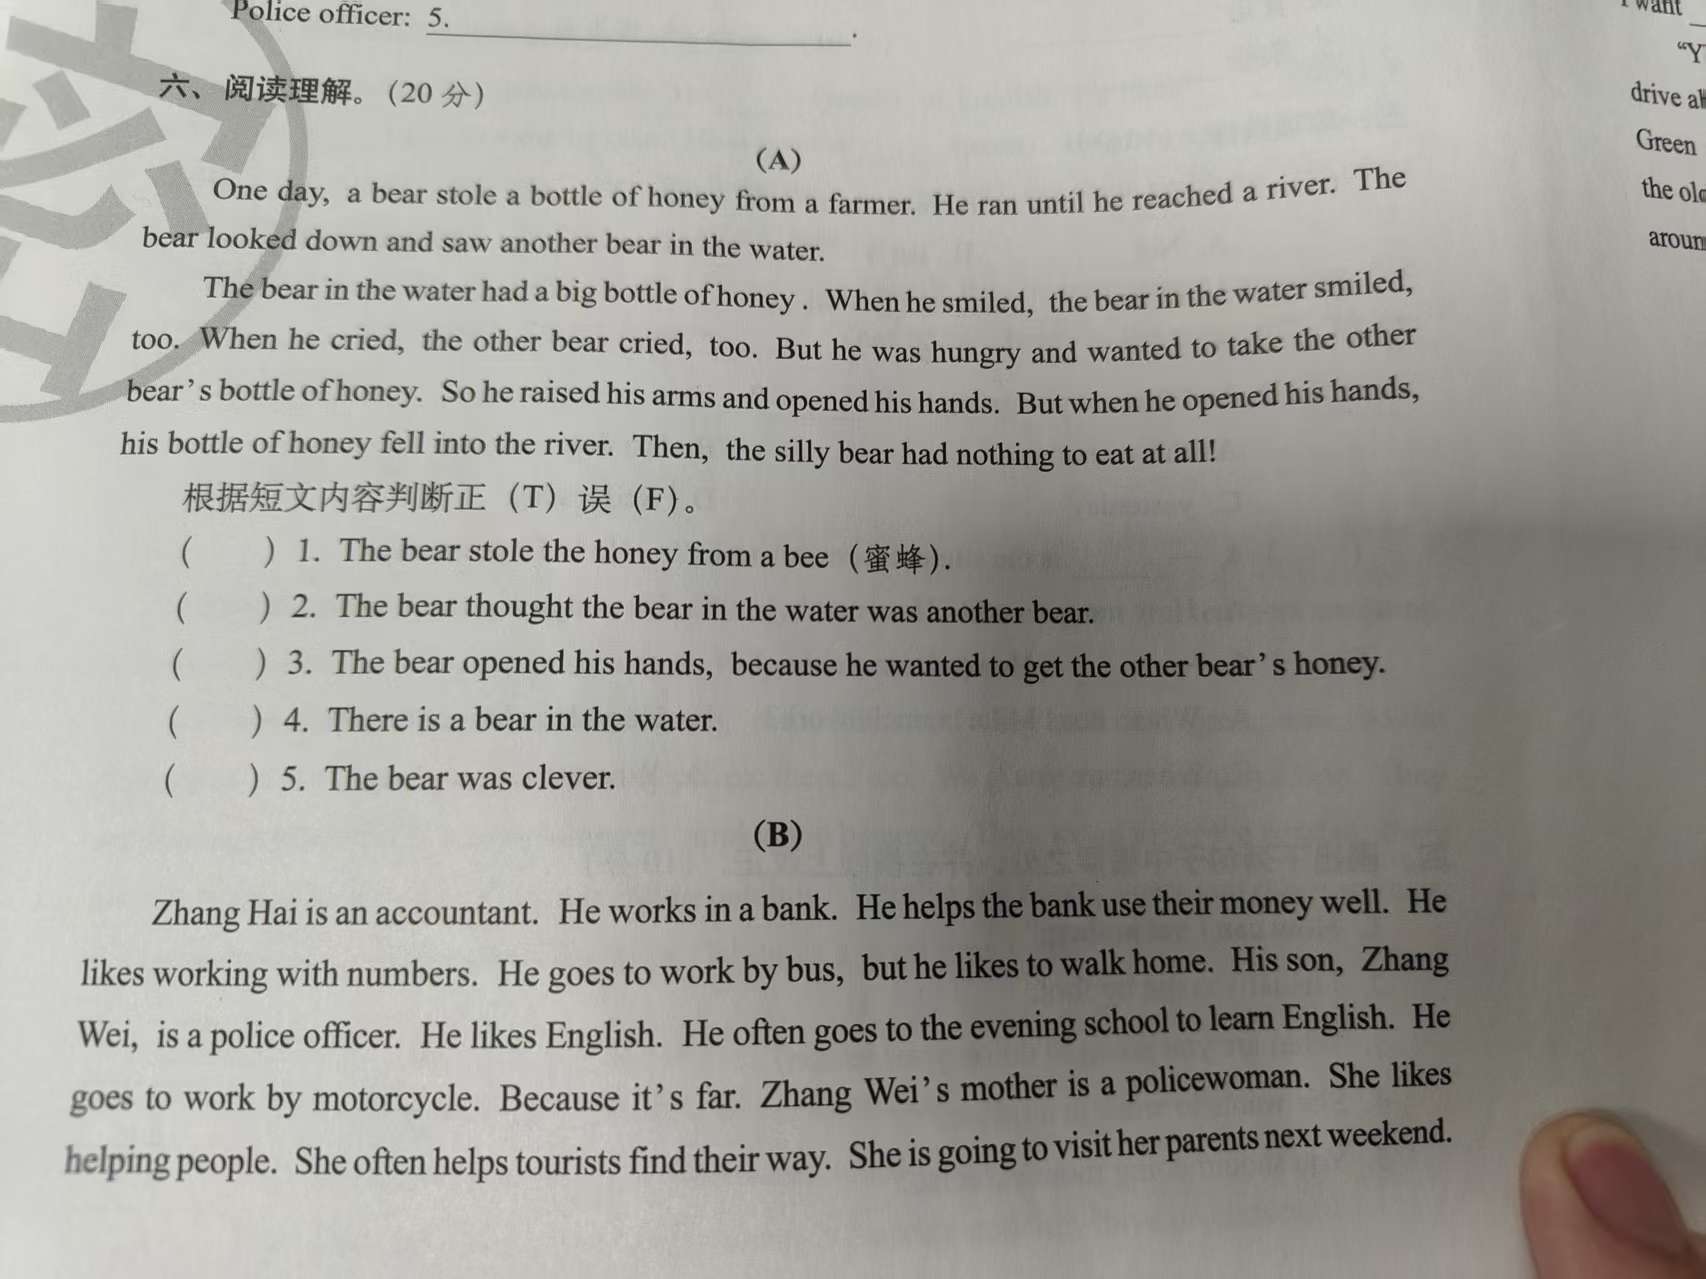 Police officer: 5.
六、阅读理解。(20 分)
(A)
One day, a bear stole a bottle of honey from a farmer. He ran until he reached a river. The
bear looked down and saw another bear in the water.
The bear in the water had a big bottle of honey. When he smiled, the bear in the water smiled,
too. When he cried, the other bear cried, too. But he was hungry and wanted to take the other
bear's bottle of honey. So he raised his arms and opened his hands. But when he opened his hands,
his bottle of honey fell into the river. Then, the silly bear had nothing to eat at all!
根据短文内容判断正 (T) 误 (F)。
( ) 1. The bear stole the honey from a bee (蜜蜂).
( ) 2. The bear thought the bear in the water was another bear.
( ) 3. The bear opened his hands, because he wanted to get the other bear's honey.
( ) 4. There is a bear in the water.
( ) 5. The bear was clever.
(B)
Zhang Hai is an accountant. He works in a bank. He helps the bank use their money well. He
likes working with numbers. He goes to work by bus, but he likes to walk home. His son, Zhang
Wei, is a police officer. He likes English. He often goes to the evening school to learn English. He
goes to work by motorcycle. Because it's far. Zhang Wei's mother is a policewoman. She likes
helping people. She often helps tourists find their way. She is going to visit her parents next weekend.
want
"Y
drive
Green
the